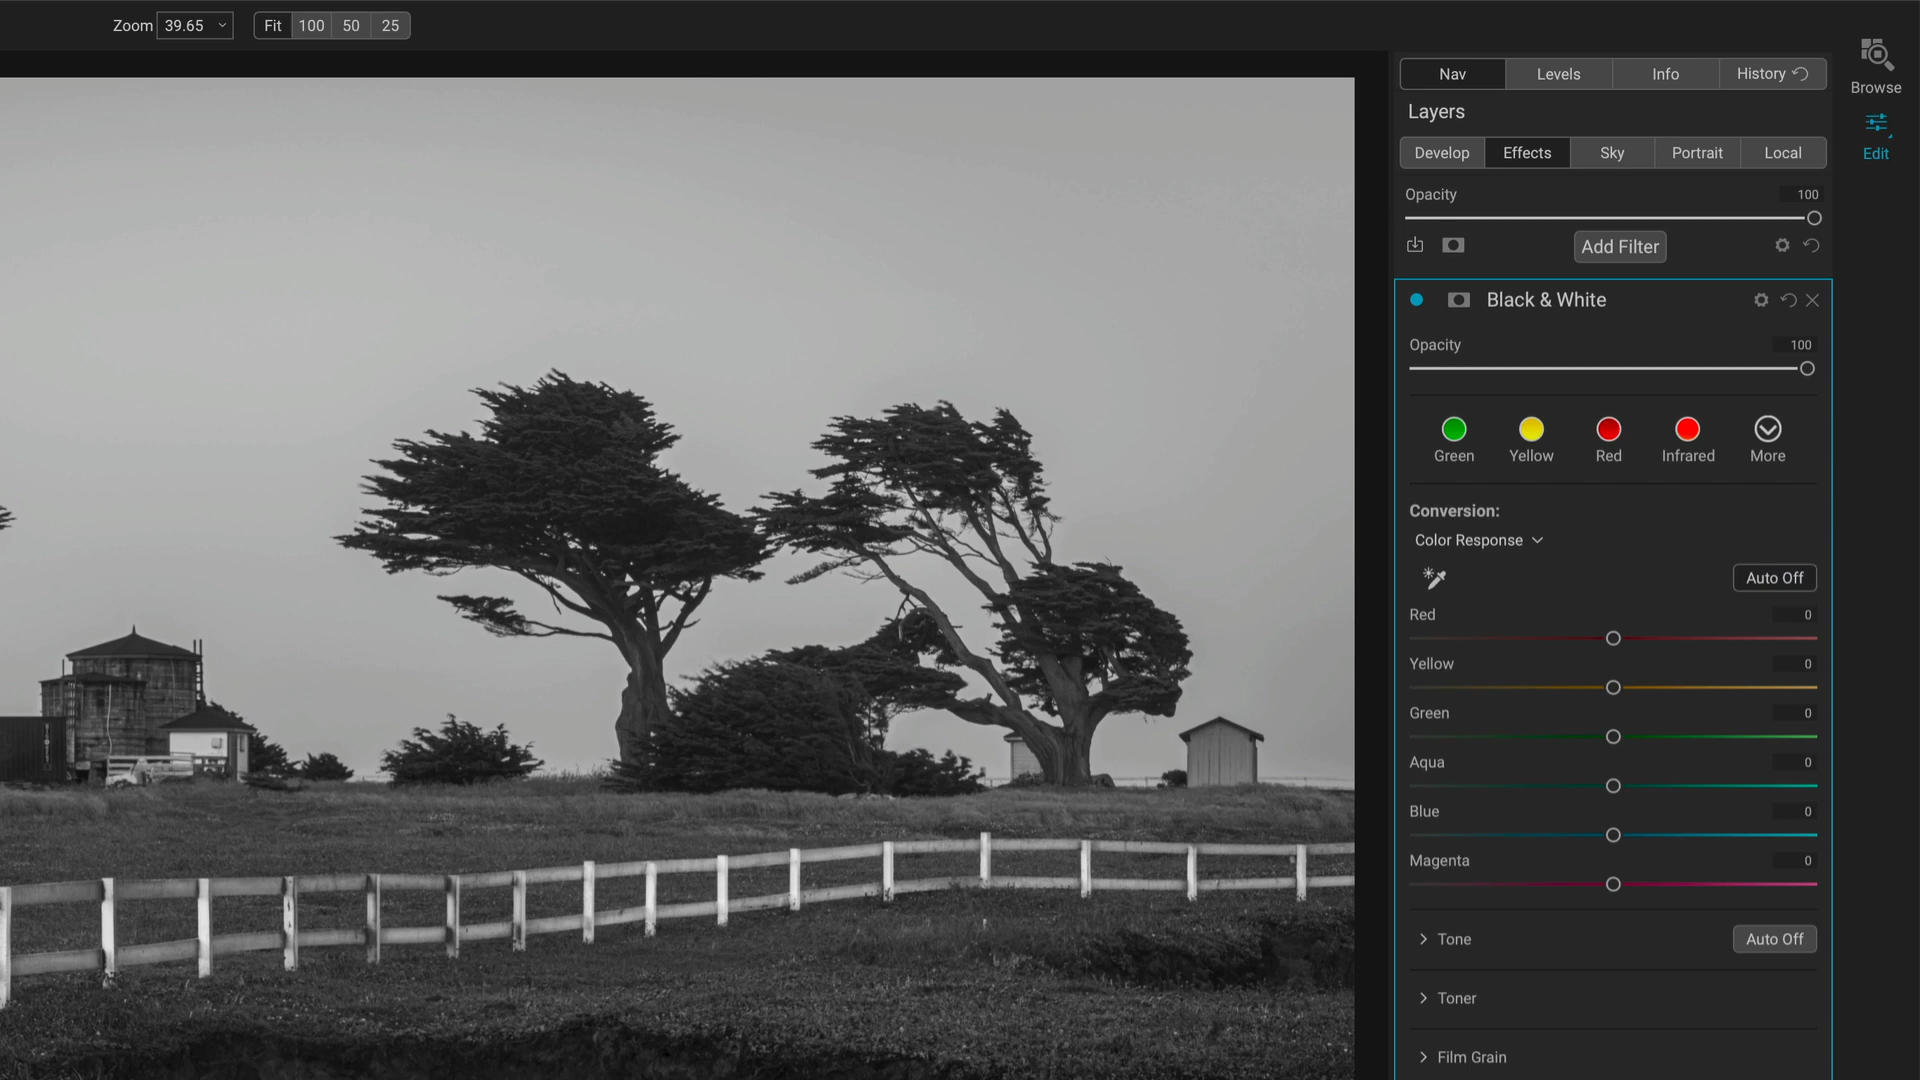 Zoom 39.65 Fit 100 50 25
Browse
Edit
Nav Levels Info History
Layers
Develop Effects Sky Portrait Local
Opacity 100
Add Filter
Black & White
Opacity 100
Green Yellow Red Infrared More
Conversion:
Color Response
Auto Off
Red 0
Yellow 0
Green 0
Aqua 0
Blue 0
Magenta 0
Tone Auto Off
Toner
Film Grain